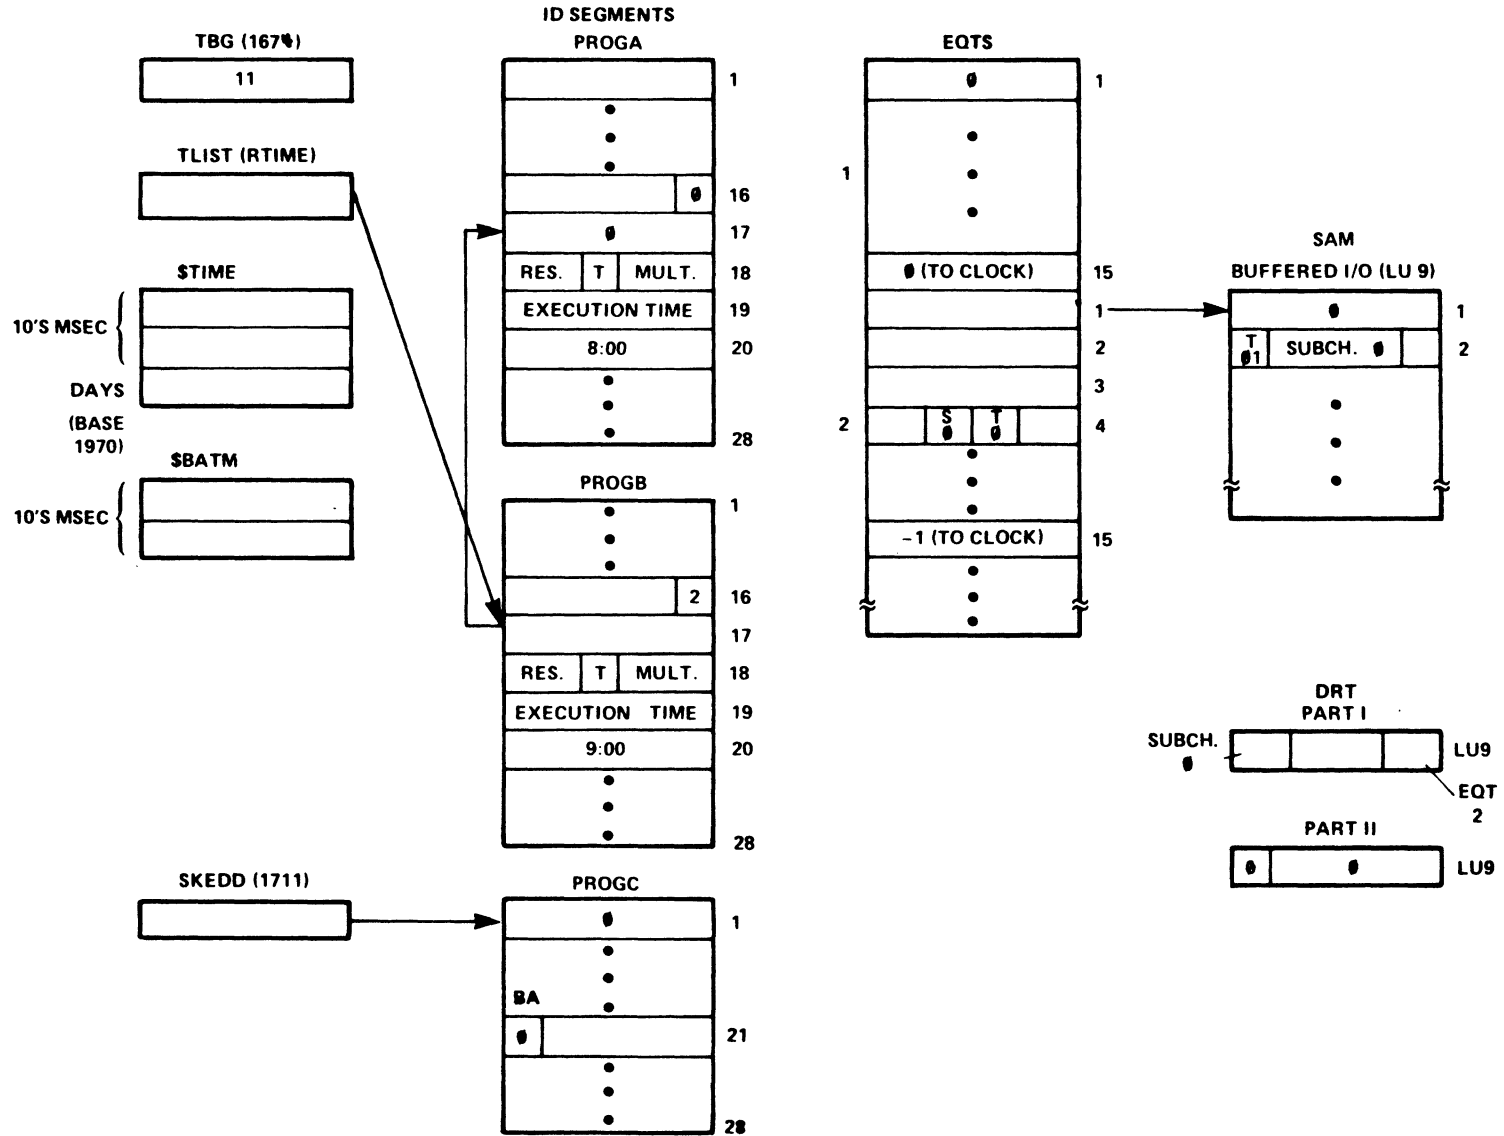 ID SEGMENTS
TBG (1674)
11
TLIST (RTIME)
$TIME
10'S MSEC
DAYS
(BASE
1970)
$BATM
10'S MSEC
SKEDD (1711)
PROGA
1
Ø 16
Ø 17
RES. T MULT. 18
EXECUTION TIME 19
8:00 20
28
PROGB
1
2 16
17
RES. T MULT. 18
EXECUTION TIME 19
9:00 20
28
PROGC
Ø 1
BA
Ø 21
28
EQTS
Ø 1
1
Ø (TO CLOCK) 15
1
2
3
2 S Ø T Ø 4
-1 (TO CLOCK) 15
SAM
BUFFERED I/O (LU 9)
Ø 1
T
Ø1 SUBCH. Ø 2
DRT
PART I
SUBCH.
Ø
LU9
EQT
2
PART II
Ø Ø LU9